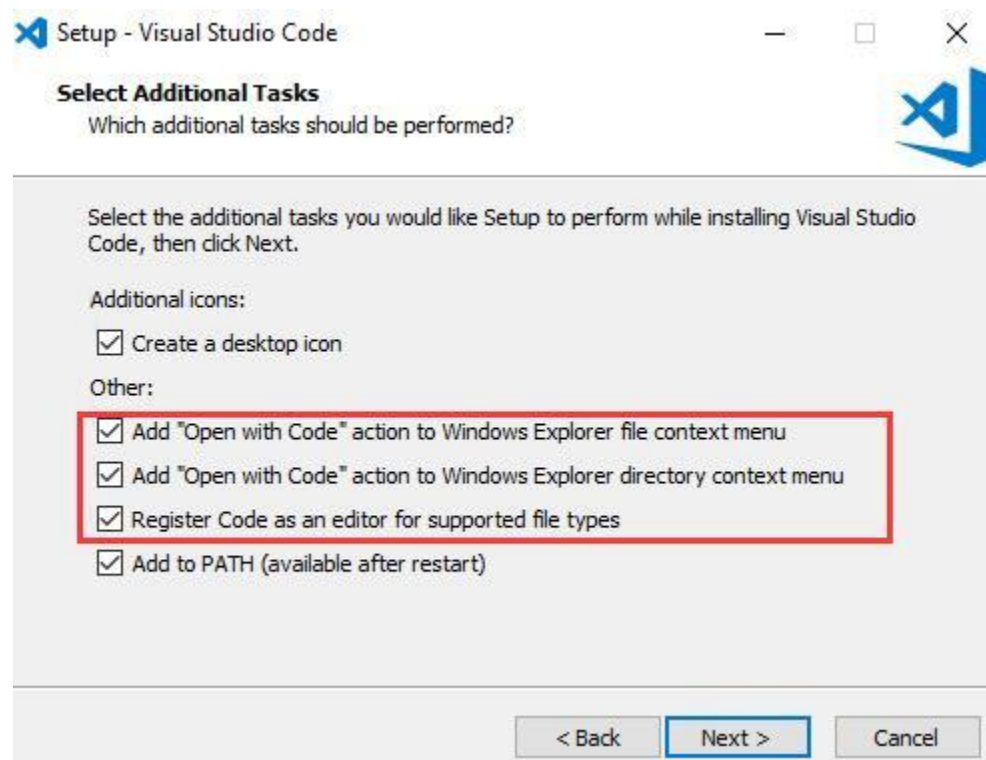 Setup - Visual Studio Code
Select Additional Tasks
Which additional tasks should be performed?
Select the additional tasks you would like Setup to perform while installing Visual Studio
Code, then click Next.
Additional icons:
Create a desktop icon
Other:
Add "Open with Code" action to Windows Explorer file context menu
Add "Open with Code" action to Windows Explorer directory context menu
Register Code as an editor for supported file types
Add to PATH (available after restart)
< Back Next > Cancel